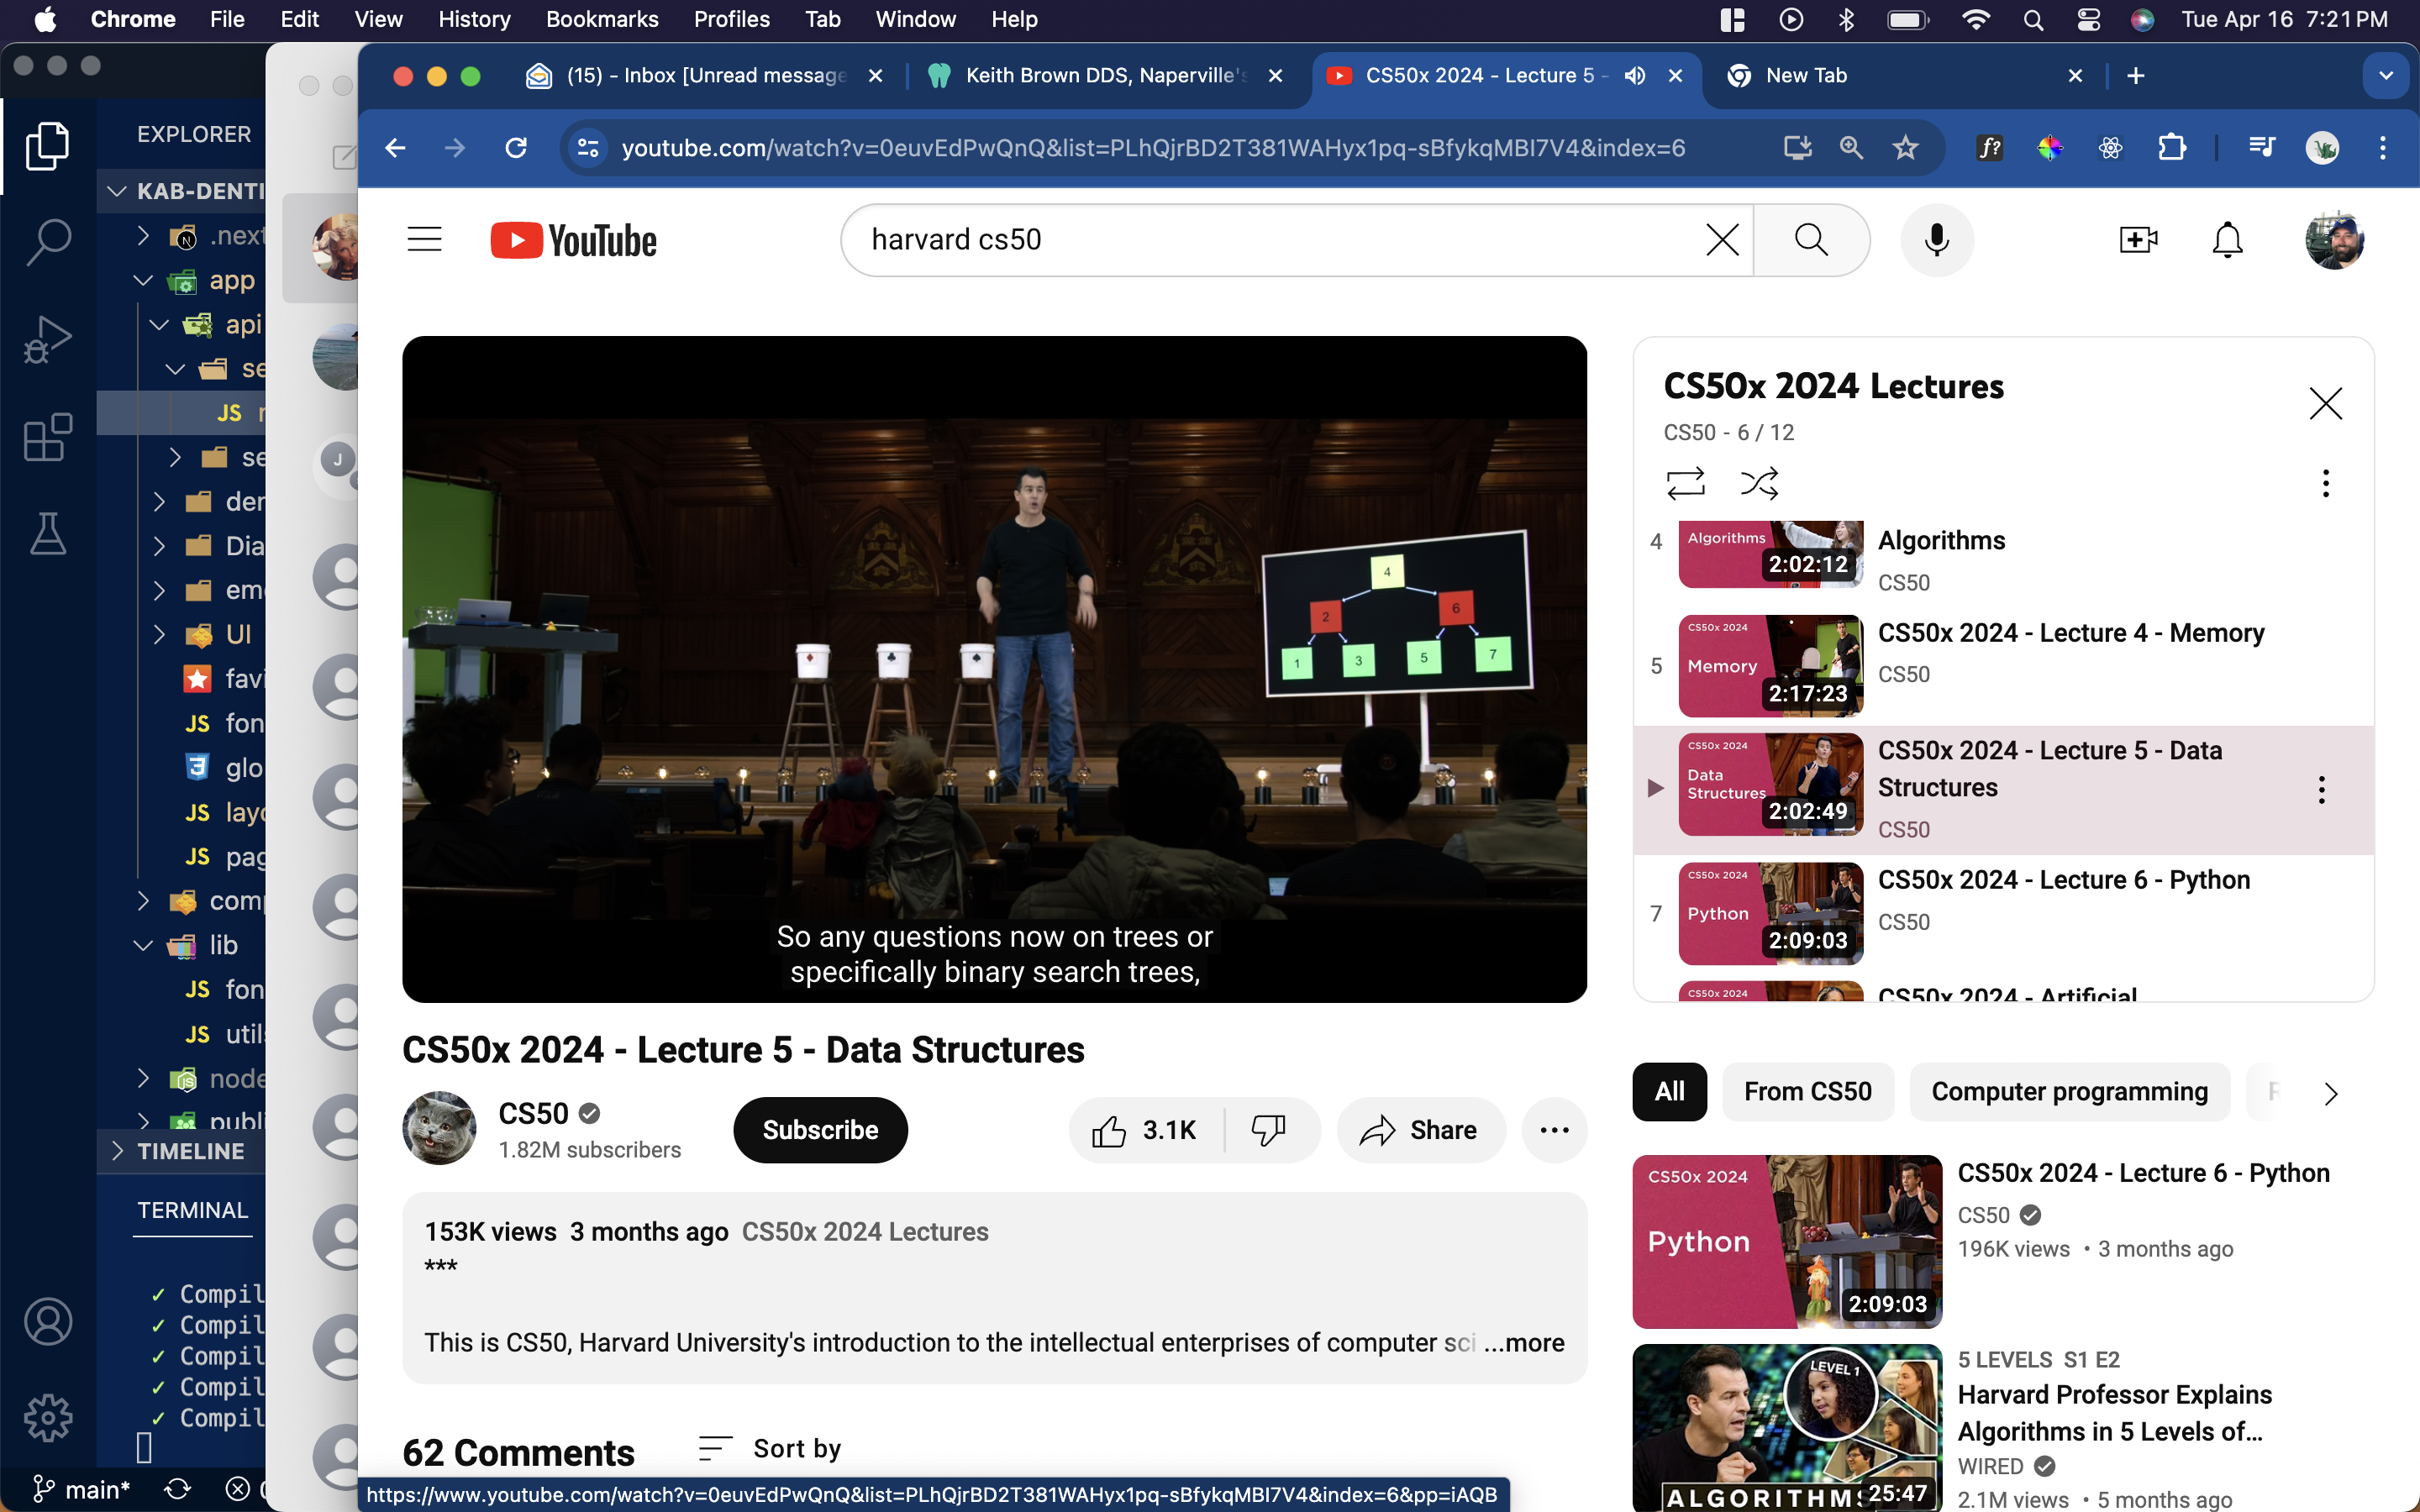 Chrome File Edit View History Bookmarks Profiles Tab Window Help Tue Apr 16 7:21 PM
(15) - Inbox [Unread message
Keith Brown DDS, Naperville's
CS50x 2024 - Lecture 5 -
New Tab
youtube.com/watch?v=0euvEdPwQnQ&list=PLhQjrBD2T381WAHyx1pq-sBfykqMBI7V4&index=6
EXPLORER
KAB-DENTI
.next
app
api
se
JS r
se
der
Dia
em
UI
favi
JS fon
glo
JS layo
JS pag
comp
lib
JS fon
JS utils
node
publi
TIMELINE
TERMINAL
✓ Compil
✓ Compil
✓ Compil
✓ Compil
✓ Compil
main*
J
YouTube
harvard cs50
4
2 6
1 3 5 7
So any questions now on trees or
specifically binary search trees,
CS50x 2024 - Lecture 5 - Data Structures
CS50
1.82M subscribers
Subscribe
3.1K
Share
153K views 3 months ago CS50x 2024 Lectures
***
This is CS50, Harvard University's introduction to the intellectual enterprises of computer sci ...more
62 Comments
Sort by
https://www.youtube.com/watch?v=0euvEdPwQnQ&list=PLhQjrBD2T381WAHyx1pq-sBfykqMBI7V4&index=6&pp=iAQB
CS50x 2024 Lectures
CS50 - 6 / 12
4
Algorithms
2:02:12
Algorithms
CS50
5
CS50x 2024
Memory
2:17:23
CS50x 2024 - Lecture 4 - Memory
CS50
CS50x 2024
Data
Structures
2:02:49
CS50x 2024 - Lecture 5 - Data
Structures
CS50
7
CS50x 2024
Python
2:09:03
CS50x 2024 - Lecture 6 - Python
CS50
CS50x 2024
CS50x 2024 - Artificial
All
From CS50
Computer programming
CS50x 2024
Python
2:09:03
CS50x 2024 - Lecture 6 - Python
CS50
196K views • 3 months ago
LEVEL 1
ALGORITHMS
25:47
5 LEVELS S1 E2
Harvard Professor Explains
Algorithms in 5 Levels of...
WIRED
2.1M views • 5 months ago